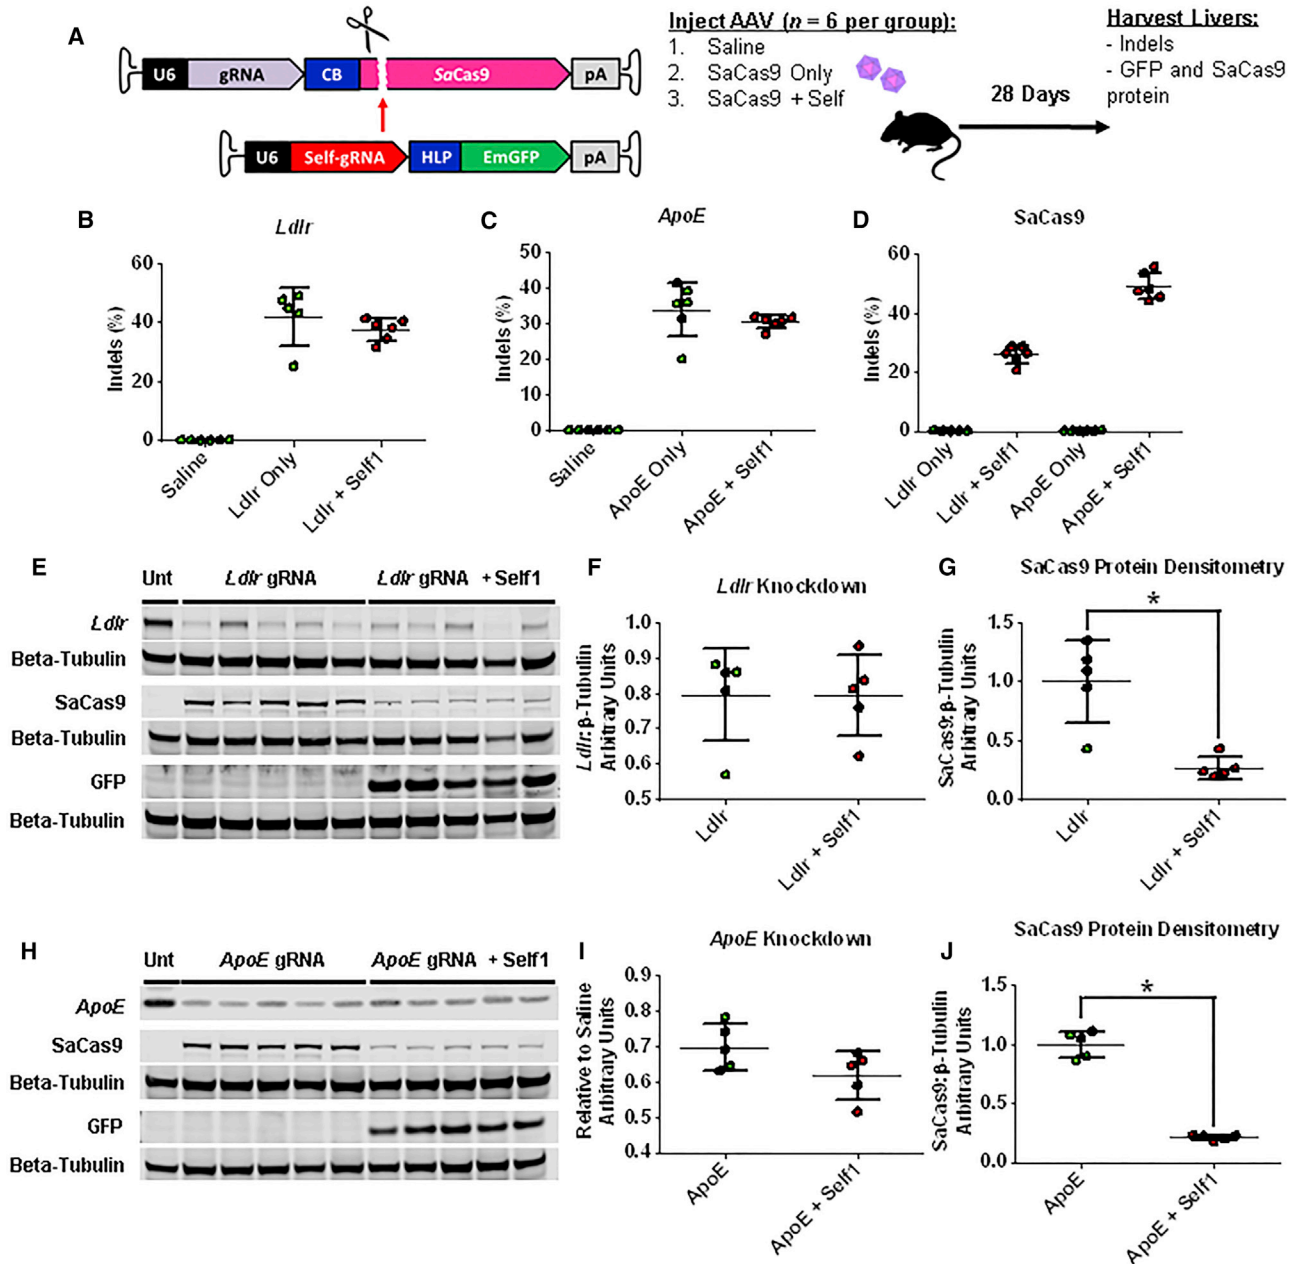 A
U6 gRNA CB SaCas9 pA
U6 Self-gRNA HLP EmGFP pA
Inject AAV (n = 6 per group):
1. Saline
2. SaCas9 Only
3. SaCas9 + Self
28 Days
Harvest Livers:
- Indels
- GFP and SaCas9
protein
B
Ldlr
Indels (%)
60
40
20
0
Saline
Ldlr Only
Ldlr + Self1
C
ApoE
Indels (%)
50
40
30
20
10
0
Saline
ApoE Only
ApoE + Self1
D
SaCas9
Indels (%)
60
40
20
0
Ldlr Only
Ldlr + Self1
ApoE Only
ApoE + Self1
E
Unt Ldlr gRNA Ldlr gRNA + Self1
Ldlr
Beta-Tubulin
SaCas9
Beta-Tubulin
GFP
Beta-Tubulin
F
Ldlr Knockdown
Ldlr:β-Tubulin
Arbitrary Units
1.0
0.9
0.8
0.7
0.6
0.5
Ldlr
Ldlr + Self1
G
SaCas9 Protein Densitometry
SaCas9:β-Tubulin
Arbitrary Units
1.5
1.0
0.5
0.0
*
Ldlr
Ldlr + Self1
H
Unt ApoE gRNA ApoE gRNA + Self1
ApoE
SaCas9
Beta-Tubulin
GFP
Beta-Tubulin
I
ApoE Knockdown
Relative to Saline
Arbitrary Units
0.9
0.8
0.7
0.6
0.5
0.4
ApoE
ApoE + Self1
J
SaCas9 Protein Densitometry
SaCas9:β-Tubulin
Arbitrary Units
1.5
1.0
0.5
0.0
*
ApoE
ApoE + Self1